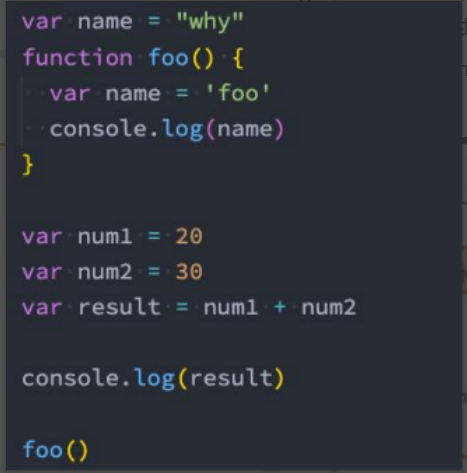 var name = "why"
function foo() {
  var name = 'foo'
  console.log(name)
}
var num1 = 20
var num2 = 30
var result = num1 + num2
console.log(result)
foo()